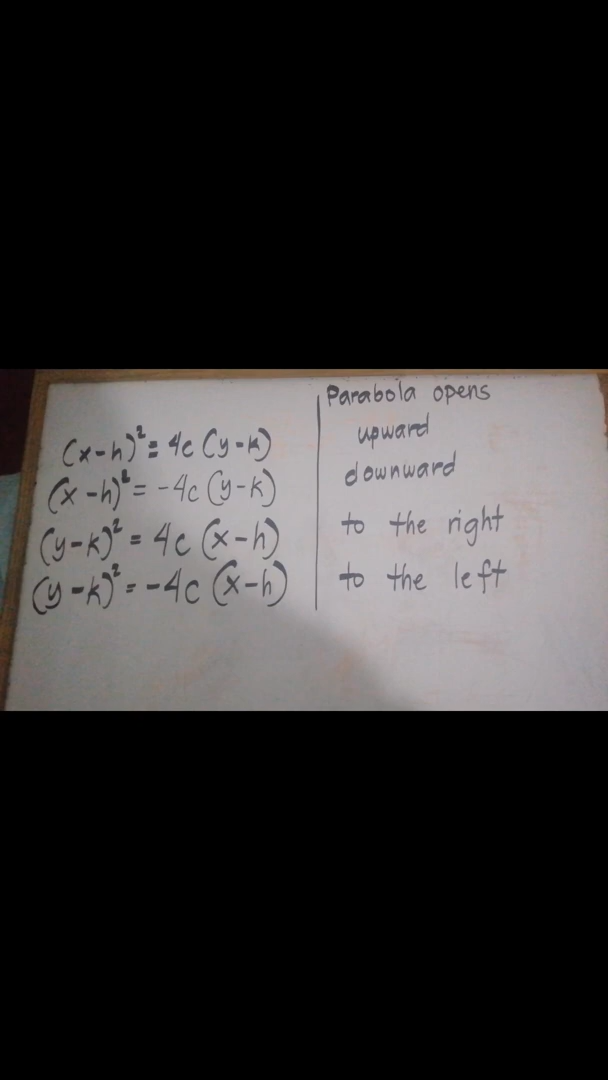 Parabola opens
(x-h)² = 4c (y-k) upward
(x-h)² = -4c (y-k) downward
(y-k)² = 4c (x-h) to the right
(y-k)² = -4c (x-h) to the left